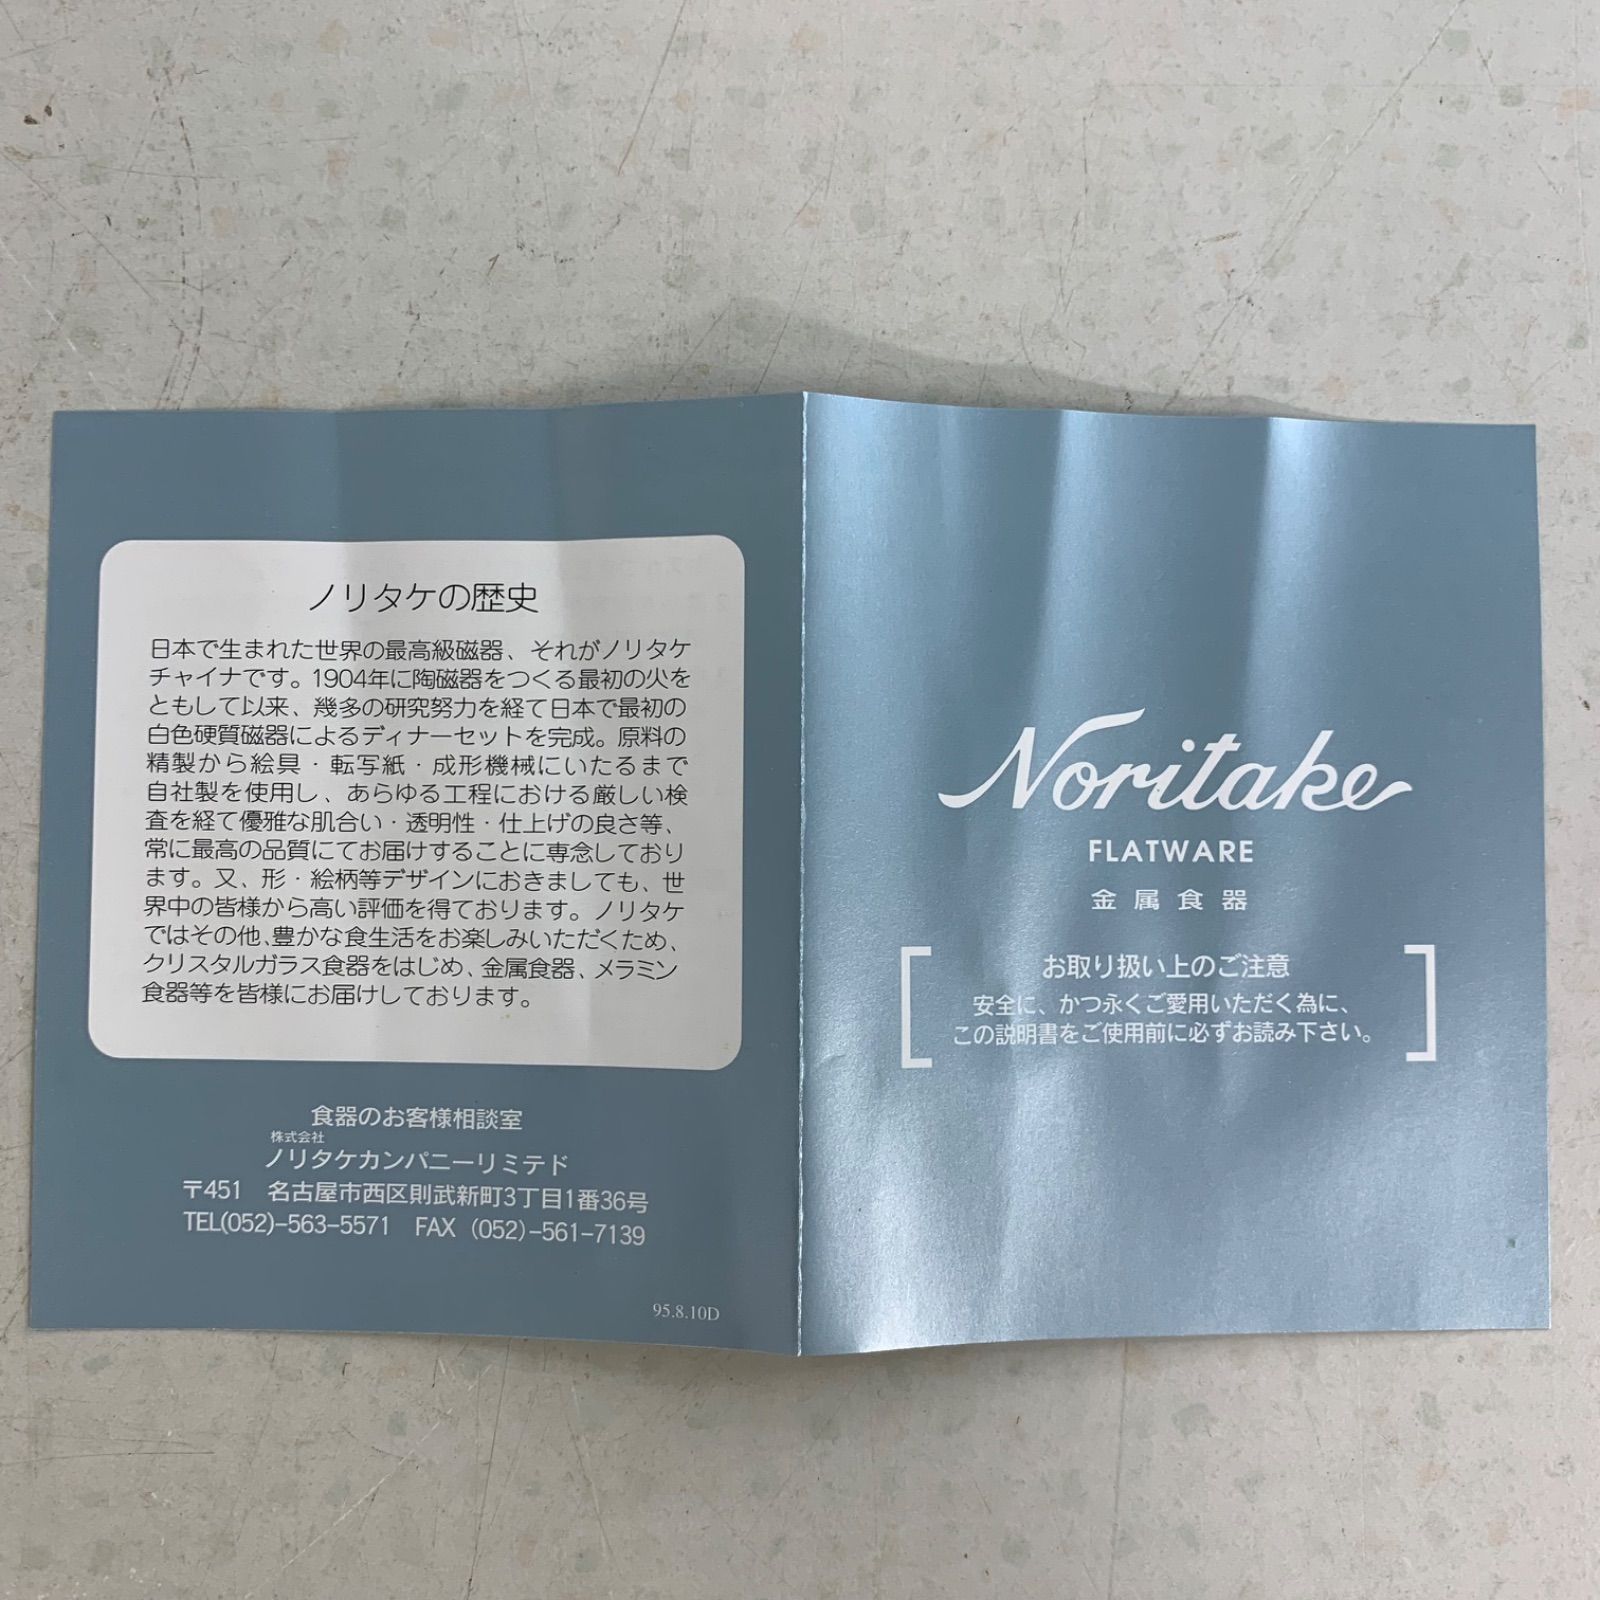 ノリタケの歴史
日本で生まれた世界の最高級磁器、それがノリタケ
チャイナです。1904年に陶磁器をつくる最初の火を
ともして以来、幾多の研究努力を経て日本で最初の
白色硬質磁器によるディナーセットを完成。原料の
精製から絵具・転写紙・成形機械にいたるまで
自社製を使用し、あらゆる工程における厳しい検
査を経て優雅な肌合い・透明性・仕上げの良さ等、
常に最高の品質にてお届けすることに専念しており
ます。又、形・絵柄等デザインにおきましても、世
界中の皆様から高い評価を得ております。ノリタケ
ではその他、豊かな食生活をお楽しみいただくため、
クリスタルガラス食器をはじめ、金属食器、メラミン
食器等を皆様にお届けしております。
食器のお客様相談室
株式会社
ノリタケカンパニーリミテド
〒451 名古屋市西区則武新町3丁目1番36号
TEL(052)-563-5571 FAX (052)-561-7139
95.8.10D
Noritake
FLATWARE
金属食器
お取り扱い上のご注意
安全に、かつ永くご愛用いただく為に、
この説明書をご使用前に必ずお読み下さい。